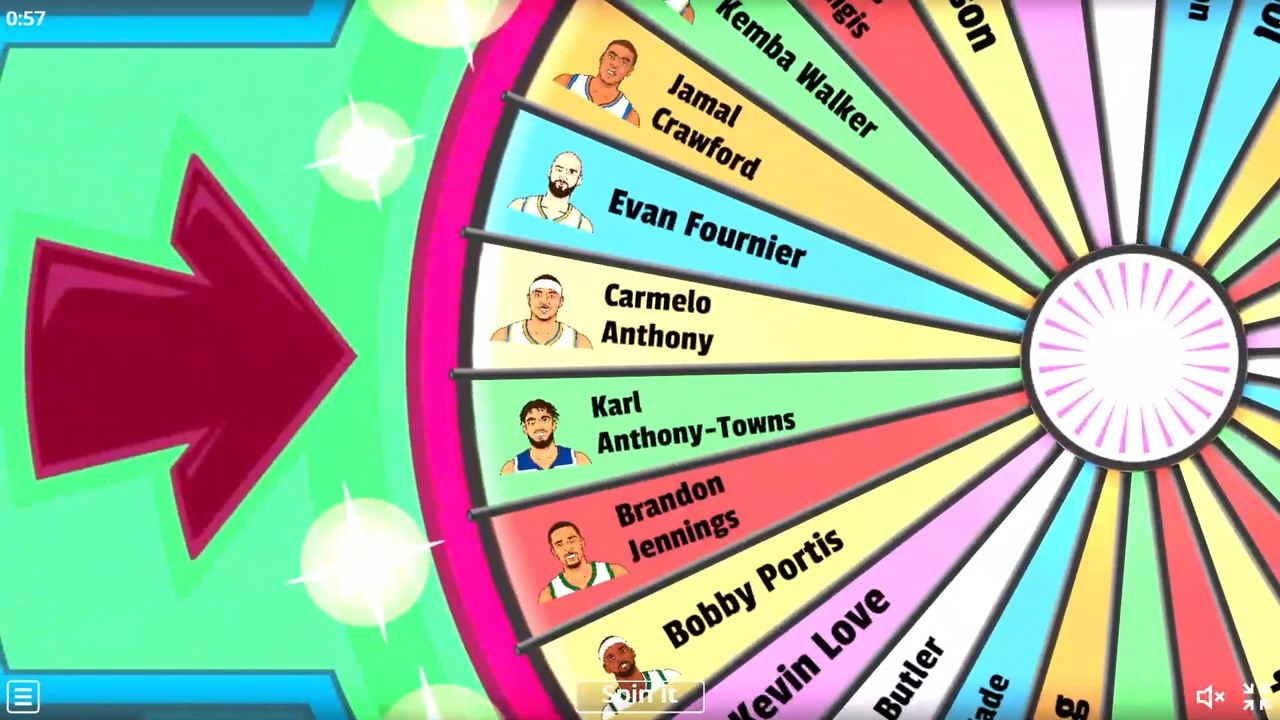 0:57
Kemba Walker
Jamal
Crawford
Evan Fournier
Carmelo
Anthony
Karl
Anthony-Towns
Brandon
Jennings
Bobby Portis
Kevin Love
Butler
Spin It